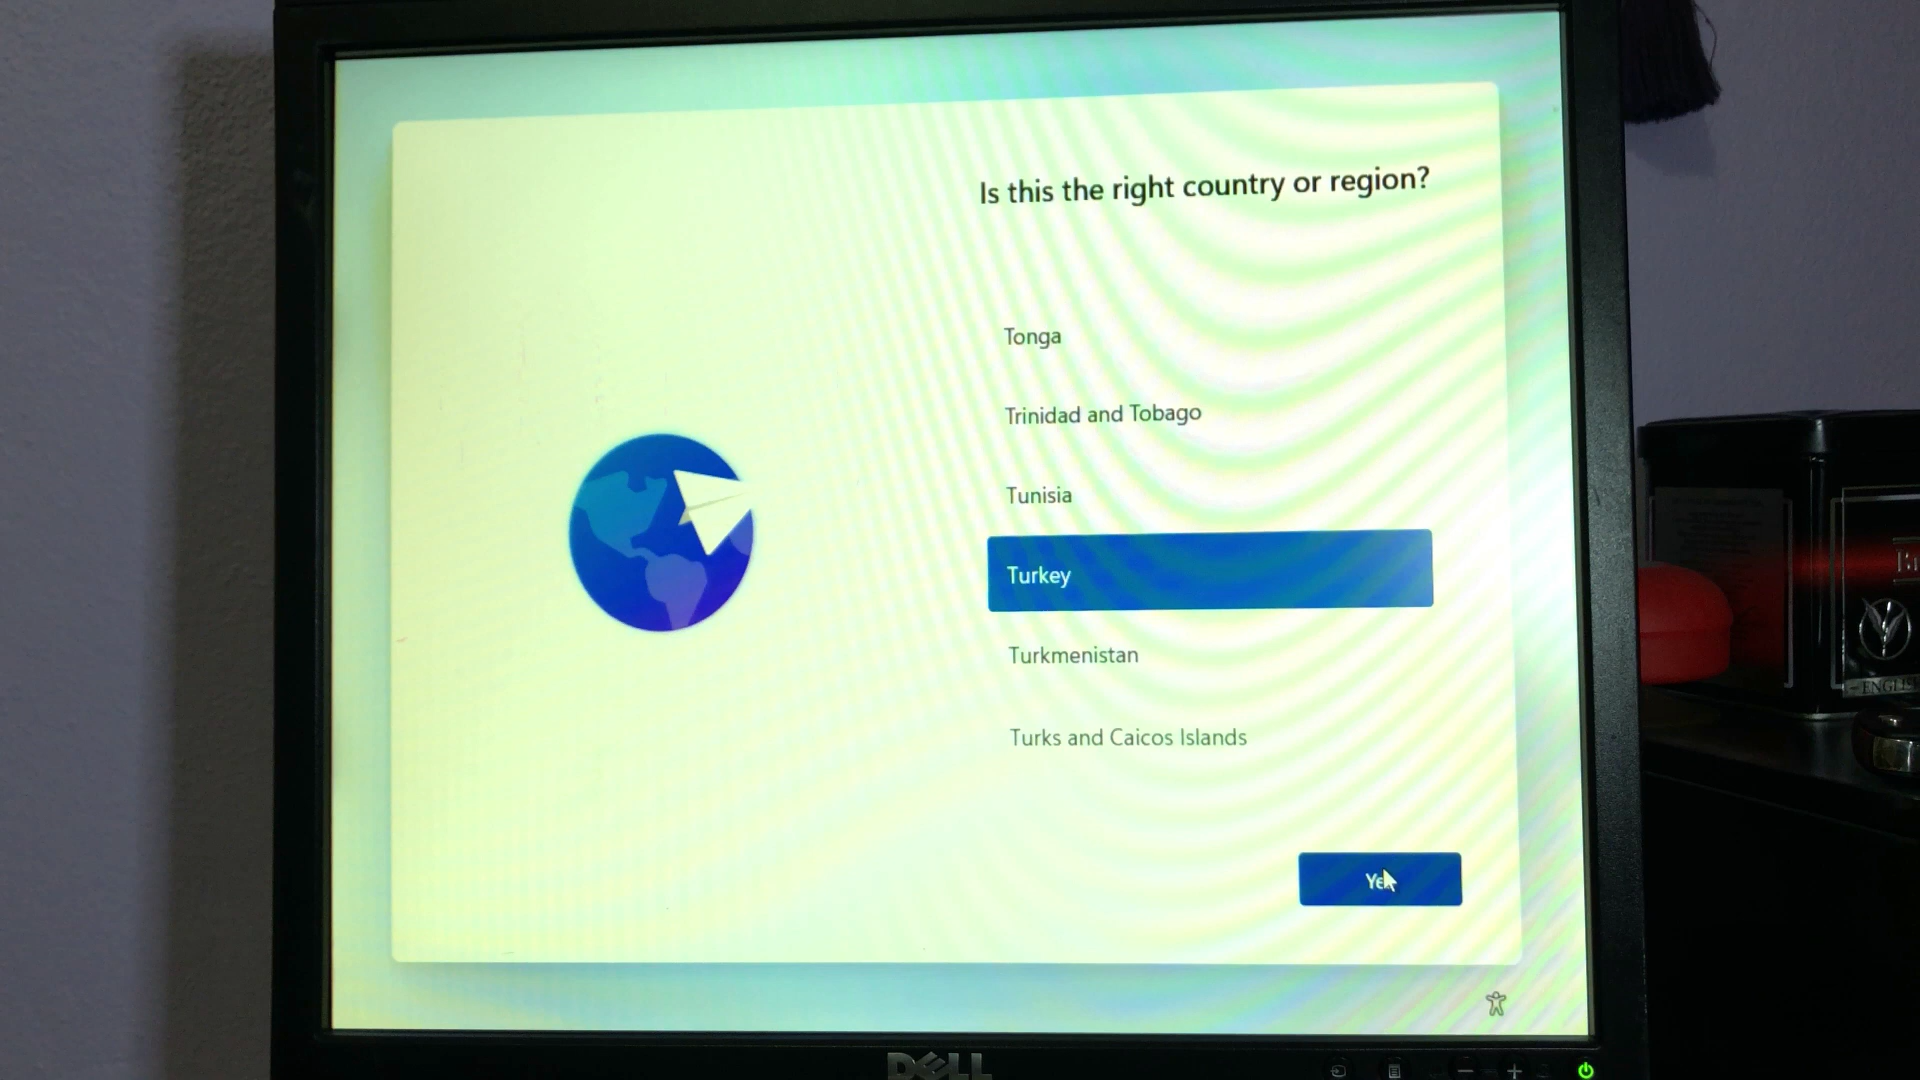 Is this the right country or region?
Tonga
Trinidad and Tobago
Tunisia
Turkey
Turkmenistan
Turks and Caicos Islands
DELL